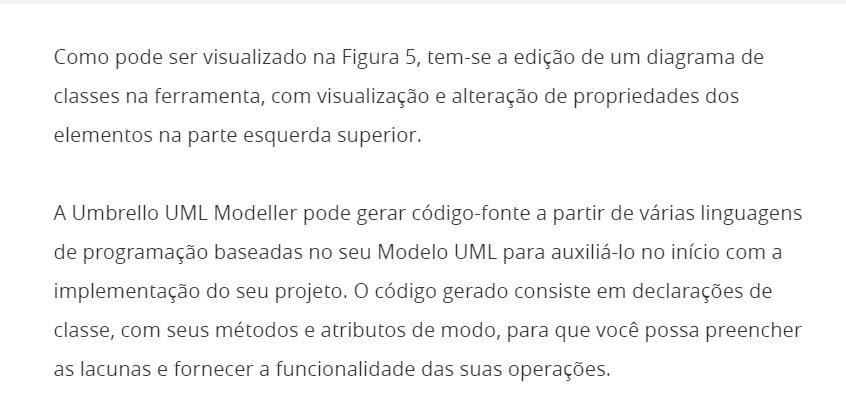 Como pode ser visualizado na Figura 5, tem-se a edição de um diagrama de
classes na ferramenta, com visualização e alteração de propriedades dos
elementos na parte esquerda superior.
A Umbrello UML Modeller pode gerar código-fonte a partir de várias linguagens
de programação baseadas no seu Modelo UML para auxiliá-lo no início com a
implementação do seu projeto. O código gerado consiste em declarações de
classe, com seus métodos e atributos de modo, para que você possa preencher
as lacunas e fornecer a funcionalidade das suas operações.